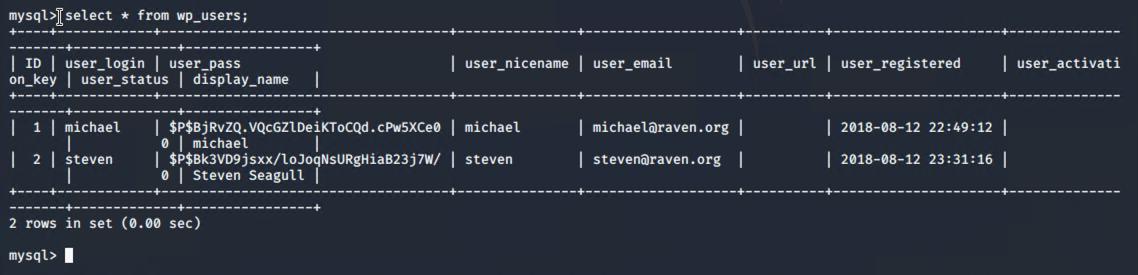 mysql> select * from wp_users;
+----+------------+------------------------------------+---------------+-------------------+----------+---------------------+--------------
-------+-------------+----------------+
| ID | user_login | user_pass                          | user_nicename | user_email        | user_url | user_registered     | user_activati
on_key | user_status | display_name   |
+----+------------+------------------------------------+---------------+-------------------+----------+---------------------+--------------
-------+-------------+----------------+
|  1 | michael    | $P$BjRvZQ.VQcGZlDeiKToCQd.cPw5XCe0 | michael       | michael@raven.org |          | 2018-08-12 22:49:12 |
       |           0 | michael        |
|  2 | steven     | $P$Bk3VD9jsxx/loJoqNsURgHiaB23j7W/ | steven        | steven@raven.org  |          | 2018-08-12 23:31:16 |
       |           0 | Steven Seagull |
+----+------------+------------------------------------+---------------+-------------------+----------+---------------------+--------------
-------+-------------+----------------+
2 rows in set (0.00 sec)
mysql>